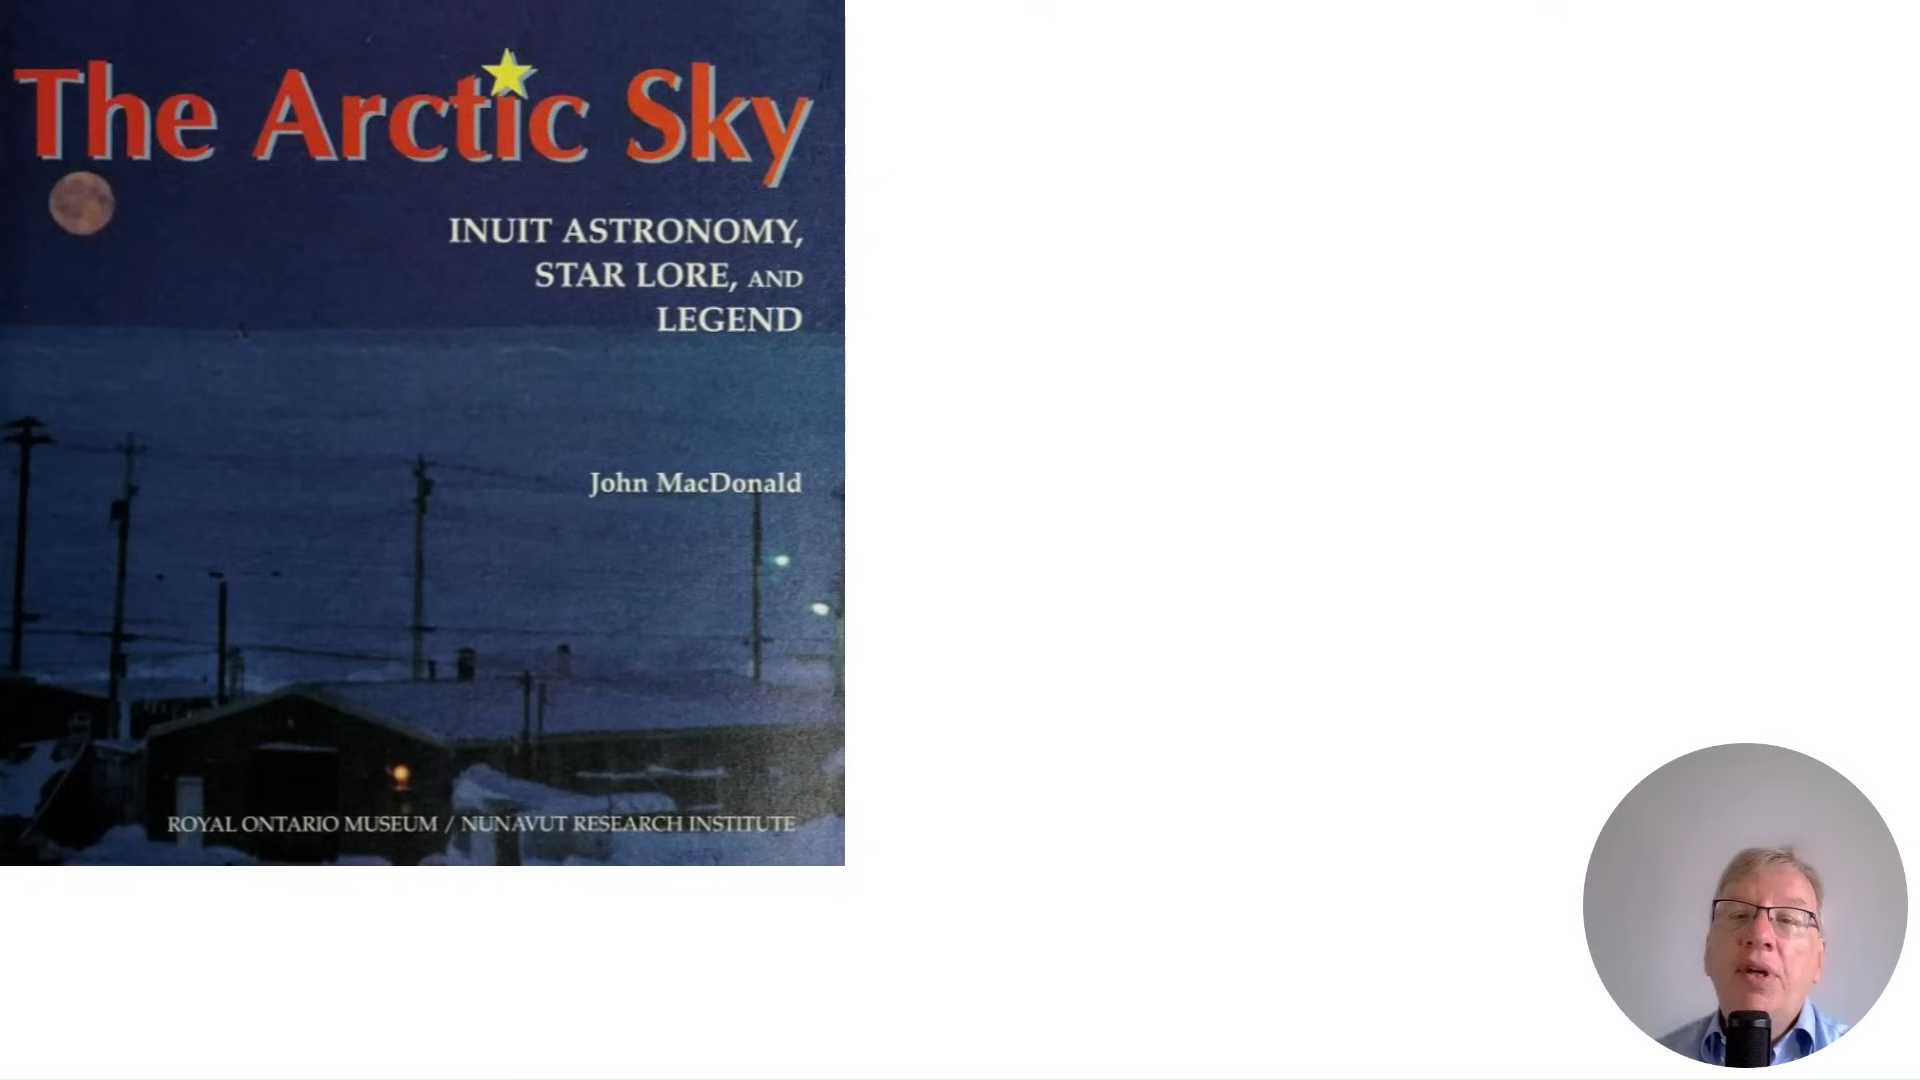 The Arctic Sky
INUIT ASTRONOMY,
STAR LORE, AND
LEGEND
John MacDonald
ROYAL ONTARIO MUSEUM / NUNAVUT RESEARCH INSTITUTE